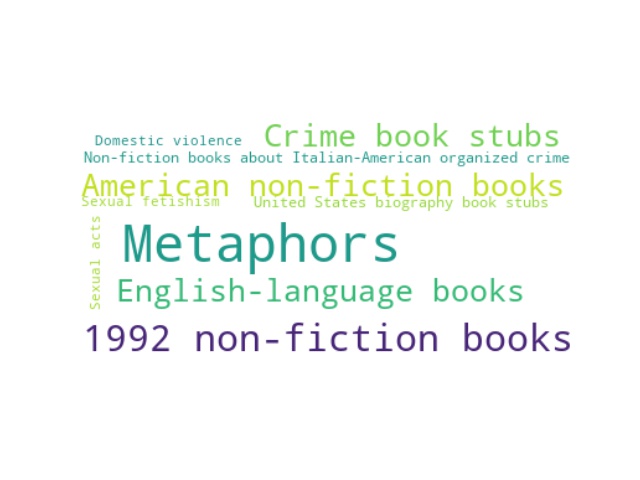 Domestic violence
Crime book stubs
Non-fiction books about Italian-American organized crime
American non-fiction books
Sexual fetishism
United States biography book stubs
Sexual acts
Metaphors
English-language books
1992 non-fiction books